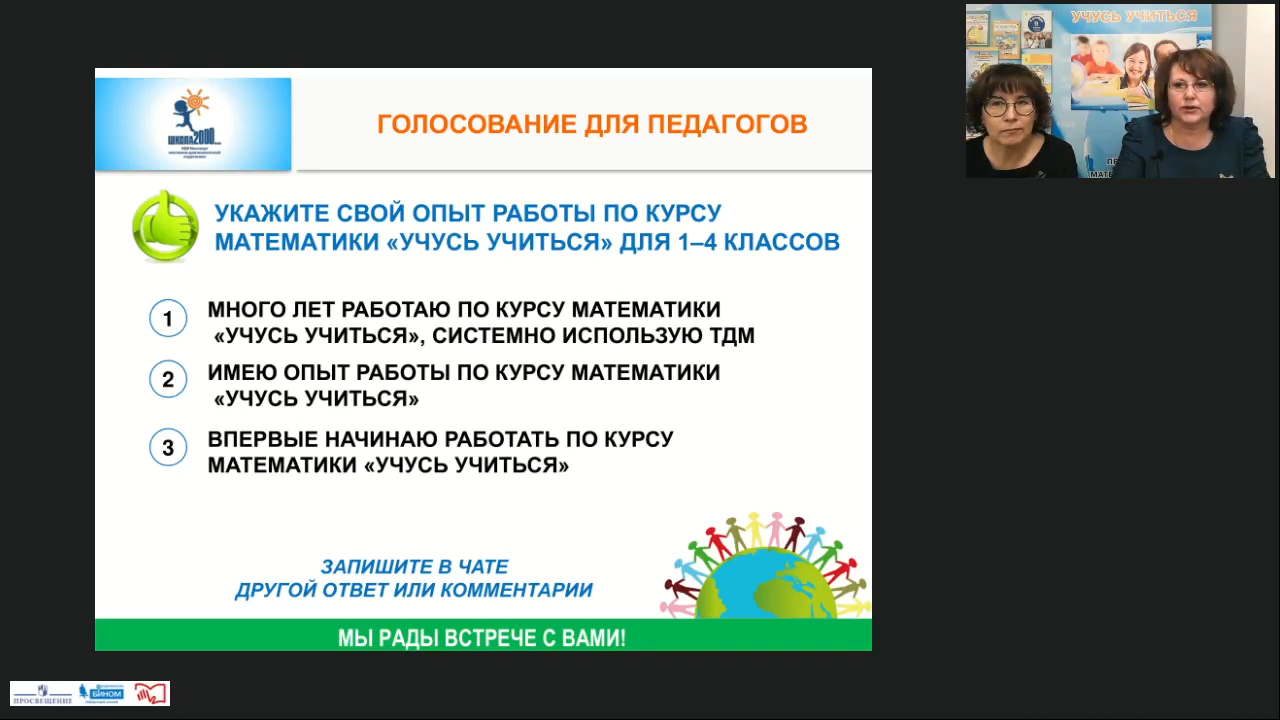 УЧУСЬ УЧИТЬСЯ
ШКОЛА2000
ГОЛОСОВАНИЕ ДЛЯ ПЕДАГОГОВ
УКАЖИТЕ СВОЙ ОПЫТ РАБОТЫ ПО КУРСУ
МАТЕМАТИКИ «УЧУСЬ УЧИТЬСЯ» ДЛЯ 1–4 КЛАССОВ
1 МНОГО ЛЕТ РАБОТАЮ ПО КУРСУ МАТЕМАТИКИ
«УЧУСЬ УЧИТЬСЯ», СИСТЕМНО ИСПОЛЬЗУЮ ТДМ
2 ИМЕЮ ОПЫТ РАБОТЫ ПО КУРСУ МАТЕМАТИКИ
«УЧУСЬ УЧИТЬСЯ»
3 ВПЕРВЫЕ НАЧИНАЮ РАБОТАТЬ ПО КУРСУ
МАТЕМАТИКИ «УЧУСЬ УЧИТЬСЯ»
ЗАПИШИТЕ В ЧАТЕ
ДРУГОЙ ОТВЕТ ИЛИ КОММЕНТАРИИ
МЫ РАДЫ ВСТРЕЧЕ С ВАМИ!
ПРОСВЕЩЕНИЕ
БИНОМ